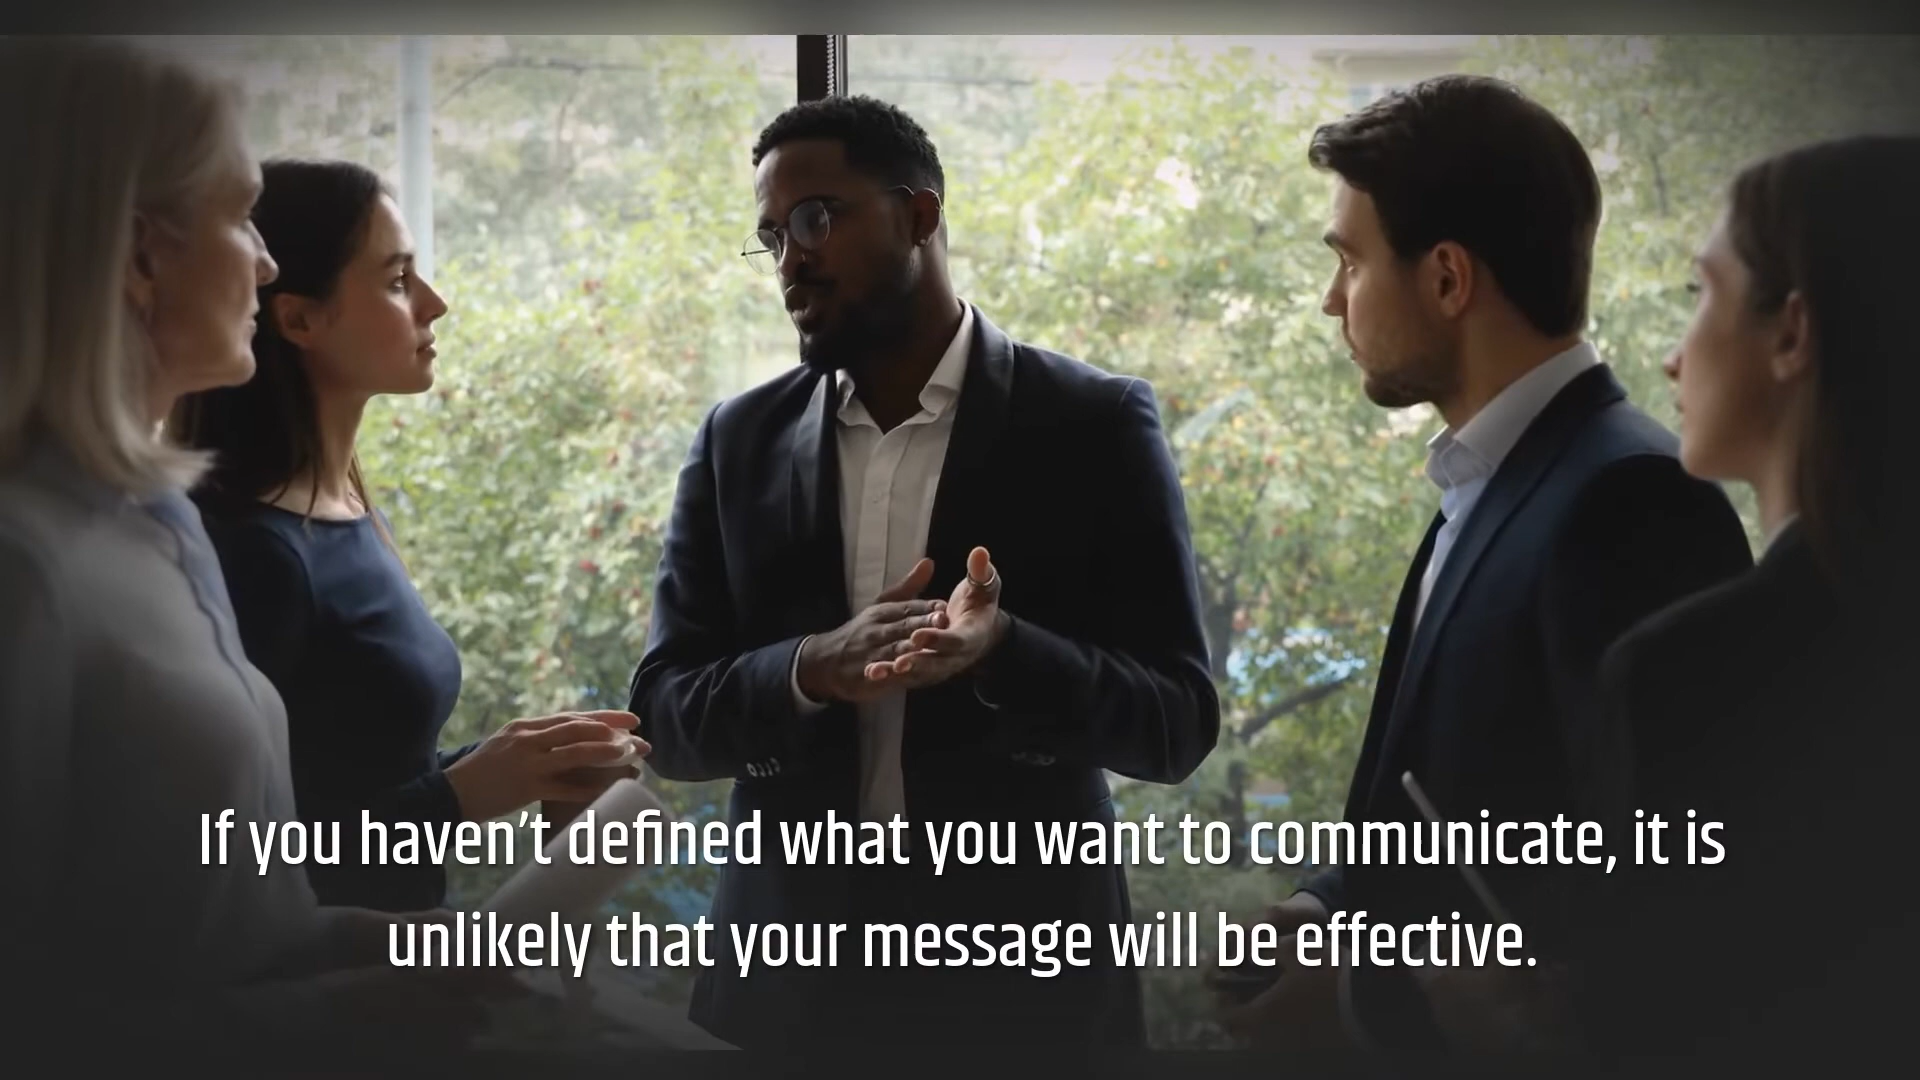 If you haven’t defined what you want to communicate, it is
unlikely that your message will be effective.